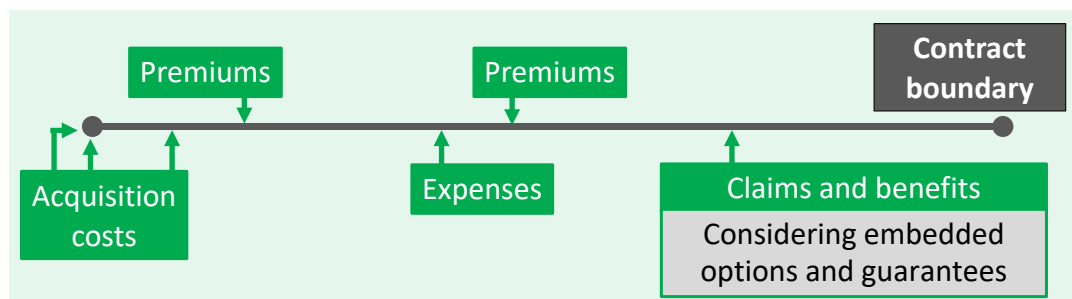 Contract
boundary
Premiums
Premiums
Acquisition
costs
Expenses
Claims and benefits
Considering embedded
options and guarantees